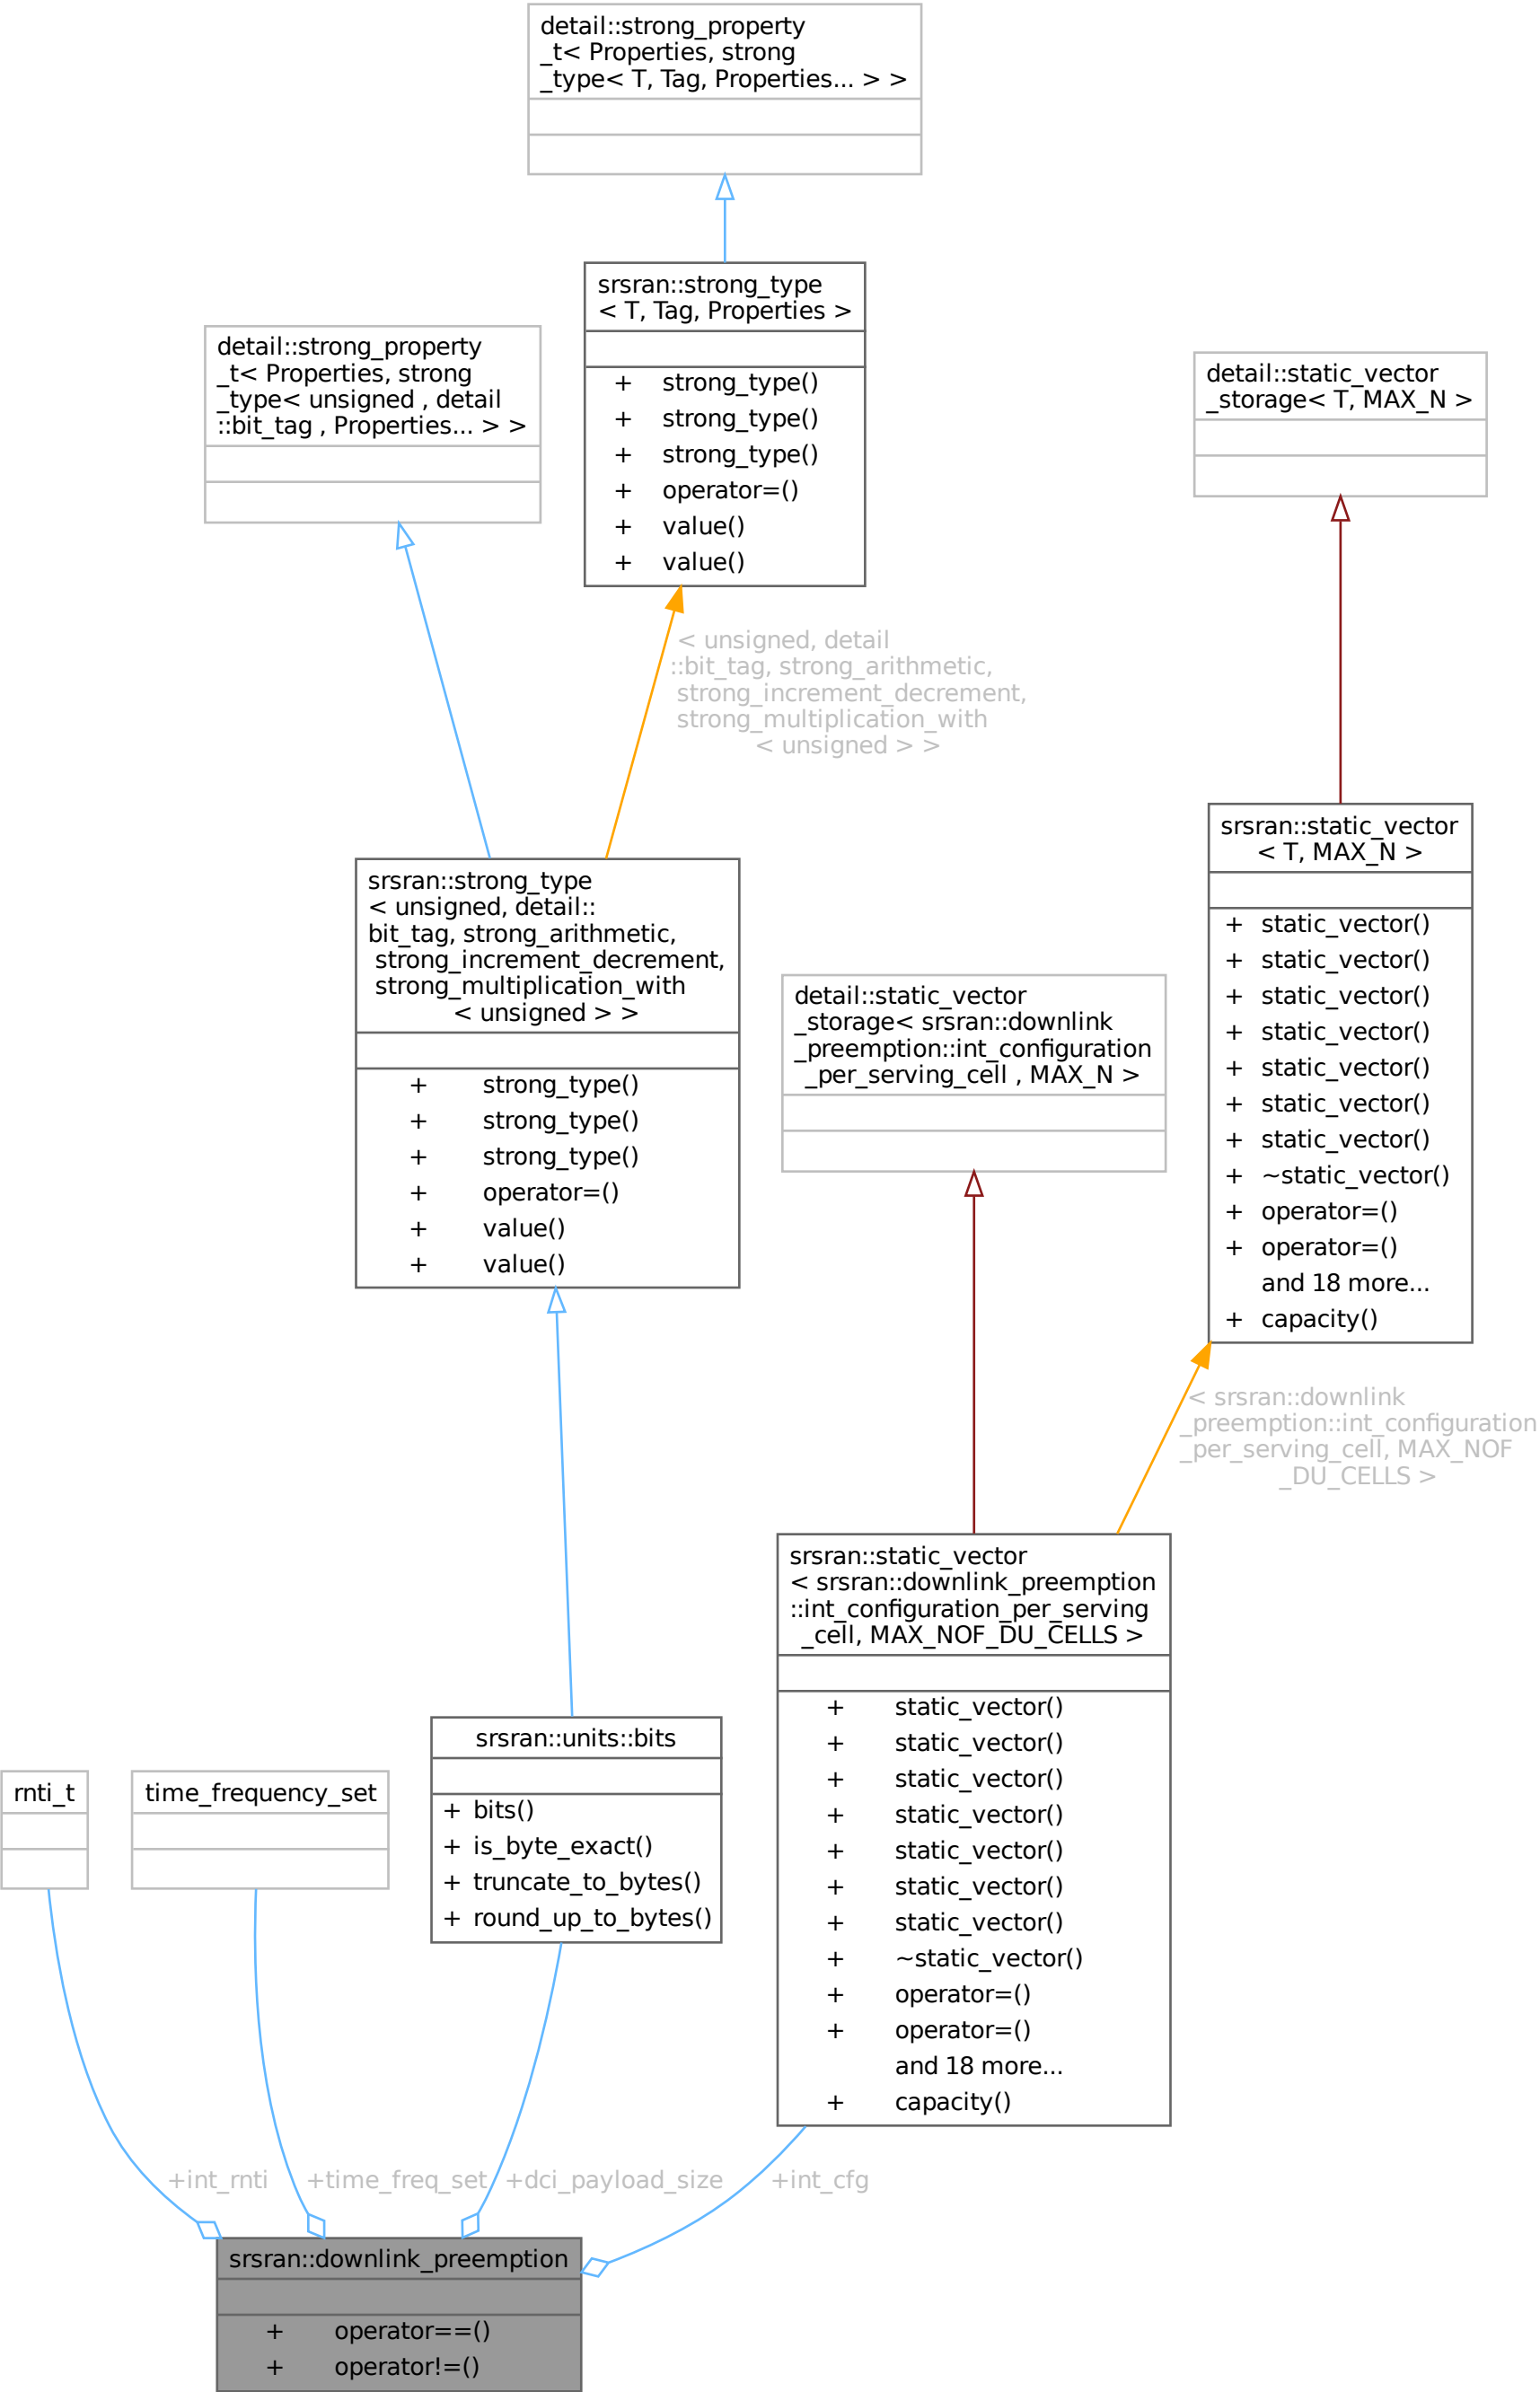 detail::strong_property
_t< Properties, strong
_type< T, Tag, Properties... > >
srsran::strong_type
< T, Tag, Properties >
+ strong_type()
+ strong_type()
+ strong_type()
+ operator=()
+ value()
+ value()
detail::strong_property
_t< Properties, strong
_type< unsigned , detail
::bit_tag , Properties... > >
detail::static_vector
_storage< T, MAX_N >
< unsigned, detail
::bit_tag, strong_arithmetic,
strong_increment_decrement,
strong_multiplication_with
< unsigned > >
srsran::static_vector
< T, MAX_N >
+ static_vector()
+ static_vector()
+ static_vector()
+ static_vector()
+ static_vector()
+ static_vector()
+ static_vector()
+ ~static_vector()
+ operator=()
+ operator=()
and 18 more...
+ capacity()
srsran::strong_type
< unsigned, detail::
bit_tag, strong_arithmetic,
strong_increment_decrement,
strong_multiplication_with
< unsigned > >
+ strong_type()
+ strong_type()
+ strong_type()
+ operator=()
+ value()
+ value()
detail::static_vector
_storage< srsran::downlink
_preemption::int_configuration
_per_serving_cell , MAX_N >
< srsran::downlink
_preemption::int_configuration
_per_serving_cell, MAX_NOF
_DU_CELLS >
srsran::static_vector
< srsran::downlink_preemption
::int_configuration_per_serving
_cell, MAX_NOF_DU_CELLS >
+ static_vector()
+ static_vector()
+ static_vector()
+ static_vector()
+ static_vector()
+ static_vector()
+ static_vector()
+ ~static_vector()
+ operator=()
+ operator=()
and 18 more...
+ capacity()
srsran::units::bits
+ bits()
+ is_byte_exact()
+ truncate_to_bytes()
+ round_up_to_bytes()
rnti_t
time_frequency_set
+int_rnti
+time_freq_set
+dci_payload_size
+int_cfg
srsran::downlink_preemption
+ operator==()
+ operator!=()